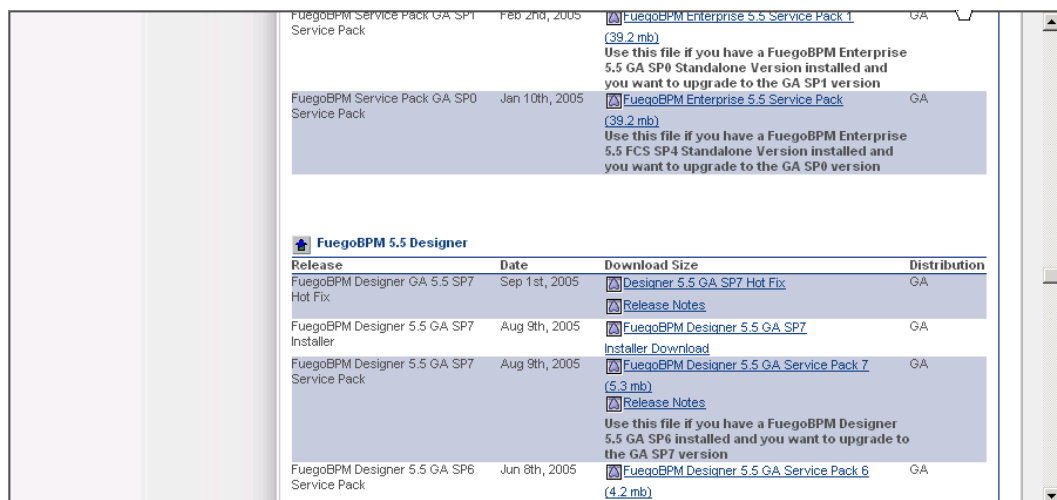 FuegoBPM Service Pack GA SP1 Feb 2nd, 2005 FuegoBPM Enterprise 5.5 Service Pack 1 GA
Service Pack (39.2 mb)
Use this file if you have a FuegoBPM Enterprise
5.5 GA SP0 Standalone Version installed and
you want to upgrade to the GA SP1 version
FuegoBPM Service Pack GA SP0 Jan 10th, 2005 FuegoBPM Enterprise 5.5 Service Pack GA
Service Pack (39.2 mb)
Use this file if you have a FuegoBPM Enterprise
5.5 FCS SP4 Standalone Version installed and
you want to upgrade to the GA SP0 version
FuegoBPM 5.5 Designer
Release Date Download Size Distribution
FuegoBPM Designer GA 5.5 SP7 Sep 1st, 2005 Designer 5.5 GA SP7 Hot Fix GA
Hot Fix Release Notes
FuegoBPM Designer 5.5 GA SP7 Aug 9th, 2005 FuegoBPM Designer 5.5 GA SP7 GA
Installer Installer Download
FuegoBPM Designer 5.5 GA SP7 Aug 9th, 2005 FuegoBPM Designer 5.5 GA Service Pack 7 GA
Service Pack (5.3 mb)
Release Notes
Use this file if you have a FuegoBPM Designer
5.5 GA SP6 installed and you want to upgrade to
the GA SP7 version
FuegoBPM Designer 5.5 GA SP6 Jun 8th, 2005 FuegoBPM Designer 5.5 GA Service Pack 6 GA
Service Pack (4.2 mb)